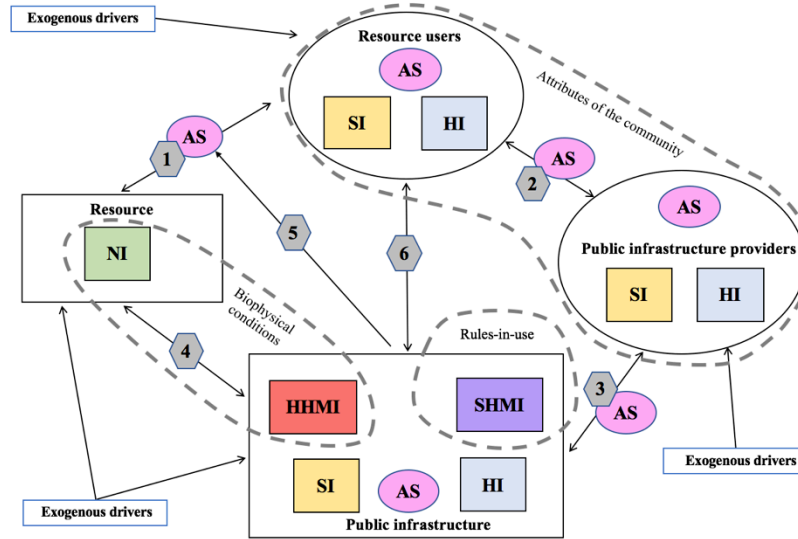 Exogenous drivers
Resource users
AS
SI
HI
Attributes of the community
AS
1
AS
2
Resource
NI
5
6
AS
Public infrastructure providers
SI
HI
Biophysical
conditions
Rules-in-use
4
HHMI
SHMI
3
AS
SI
AS
HI
Public infrastructure
Exogenous drivers
Exogenous drivers